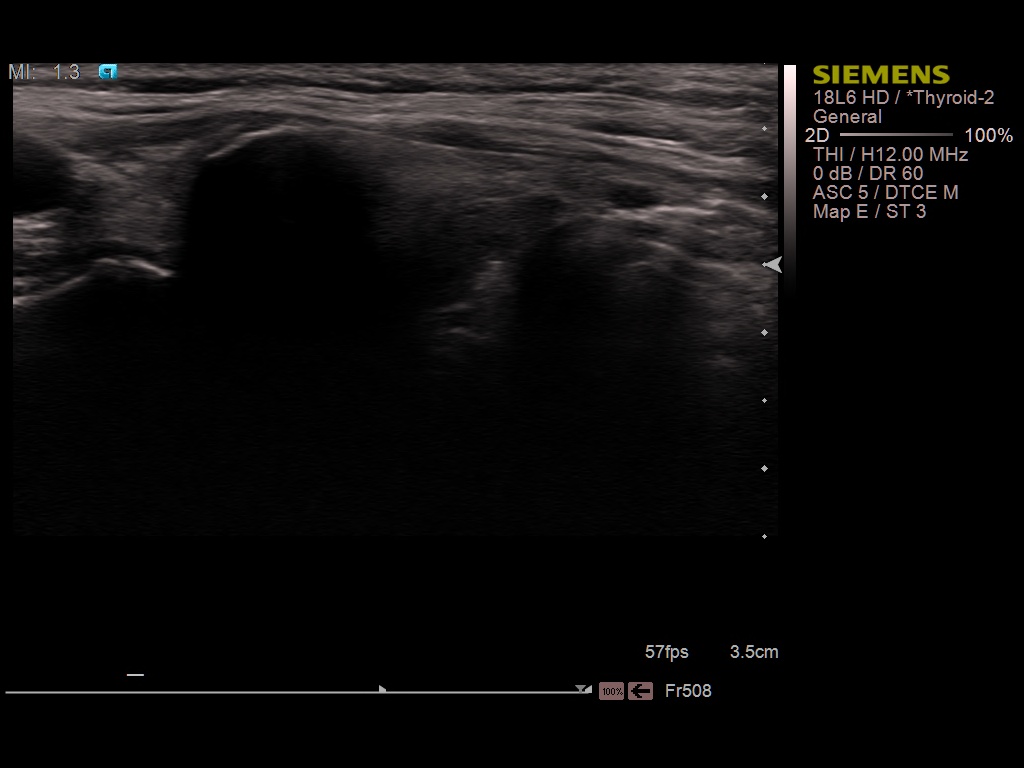 MI: 1.3
SIEMENS
18L6 HD / *Thyroid-2
General
2D 100%
THI / H12.00 MHz
0 dB / DR 60
ASC 5 / DTCE M
Map E / ST 3
57fps 3.5cm
100% Fr508